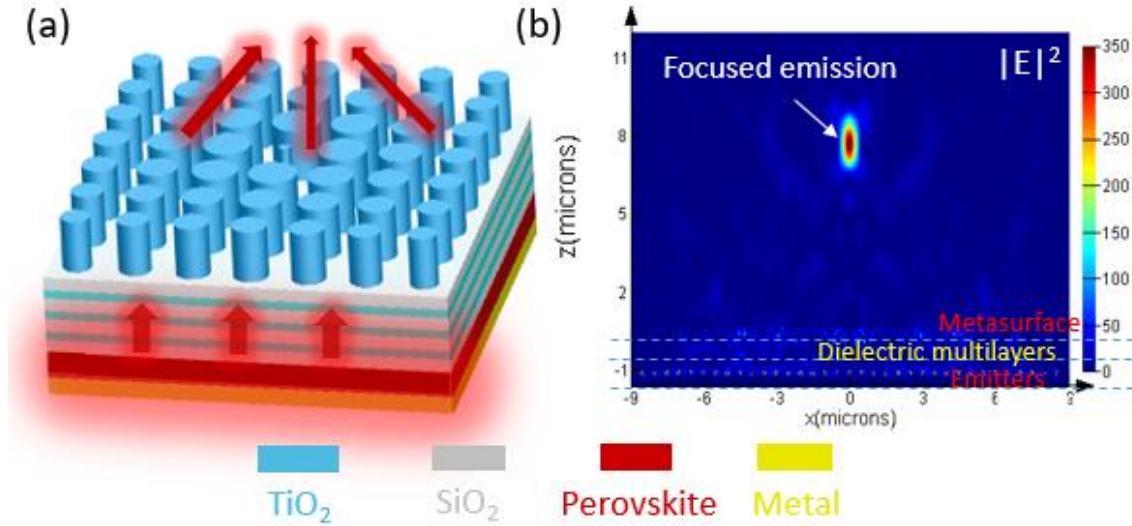 (a)
(b)
|E|²
Focused emission
z(microns)
11
8
5
2
-1
350
300
250
200
150
100
50
0
Metasurface
Dielectric multilayers
Emitters
-9 -6 -3 0 3 6
x(microns)
TiO₂ SiO₂ Perovskite Metal